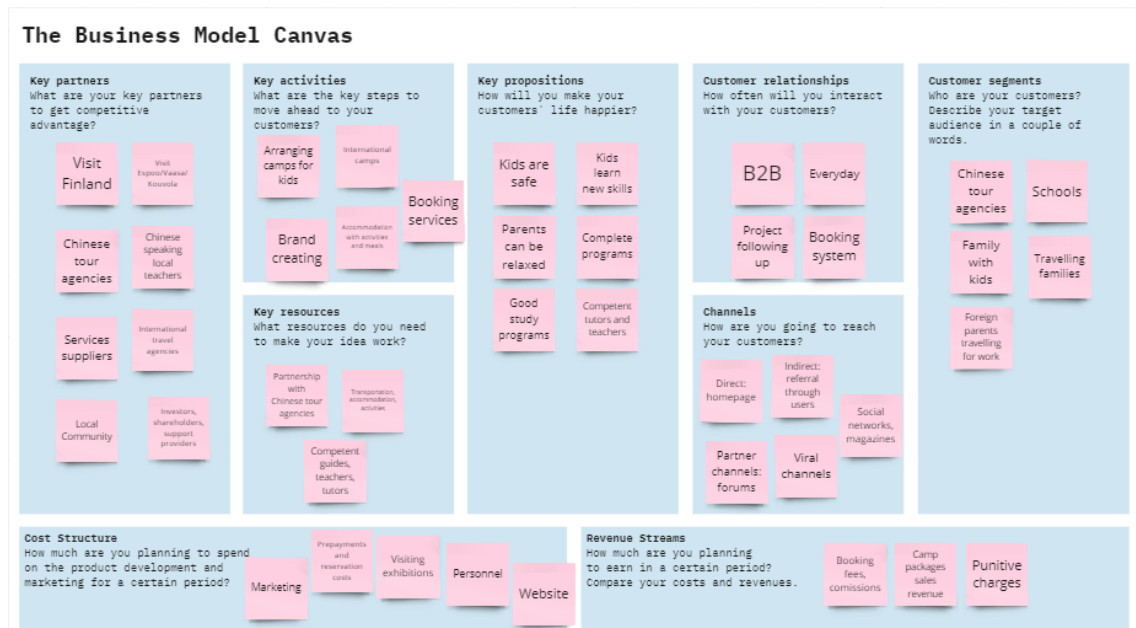 The Business Model Canvas
Key partners
What are your key partners
to get competitive
advantage?
Visit
Finland
Visit
Espoo/Vaasa/
Kouvola
Chinese
tour
agencies
Chinese
speaking
local
teachers
Services
suppliers
International
travel
agencies
Local
Community
Investors,
shareholders,
support
providers
Key activities
What are the key steps to
move ahead to your
customers?
Arranging
camps for
kids
International
camps
Booking
services
Brand
creating
Accommodation
with activities
and meals
Key resources
What resources do you need
to make your idea work?
Partnership
with
Chinese tour
agencies
Transportation,
accommodation,
activities
Competent
guides,
teachers,
tutors
Key propositions
How will you make your
customers' life happier?
Kids are
safe
Kids
learn
new skills
Parents
can be
relaxed
Complete
programs
Good
study
programs
Competent
tutors and
teachers
Customer relationships
How often will you interact
with your customers?
B2B
Everyday
Project
following
up
Booking
system
Channels
How are you going to reach
your customers?
Direct:
homepage
Indirect:
referral
through
users
Social
networks,
magazines
Partner
channels:
forums
Viral
channels
Customer segments
Who are your customers?
Describe your target
audience in a couple of
words.
Chinese
tour
agencies
Schools
Family
with
kids
Travelling
families
Foreign
parents
travelling
for work
Cost Structure
How much are you planning to spend
on the product development and
marketing for a certain period?
Marketing
Prepayments
and
reservation
costs
Visiting
exhibitions
Personnel
Website
Revenue Streams
How much are you planning
to earn in a certain period?
Compare your costs and revenues.
Booking
fees,
comissions
Camp
packages
sales
revenue
Punitive
charges